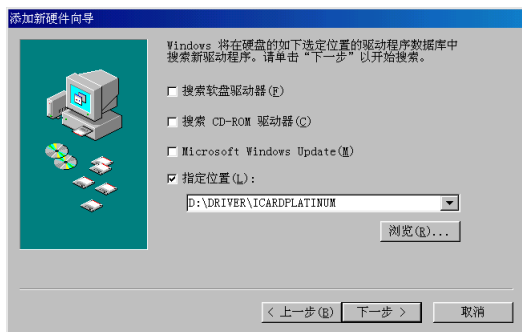 添加新硬件向导
Windows 将在硬盘的如下选定位置的驱动程序数据库中
搜索新驱动程序。请单击“下一步”以开始搜索。
搜索软盘驱动器(F)
搜索 CD-ROM 驱动器(C)
Microsoft Windows Update(M)
指定位置(L):
D:\DRIVER\ICARDPLATINUM
浏览(R)...
< 上一步(B)
下一步 >
取消